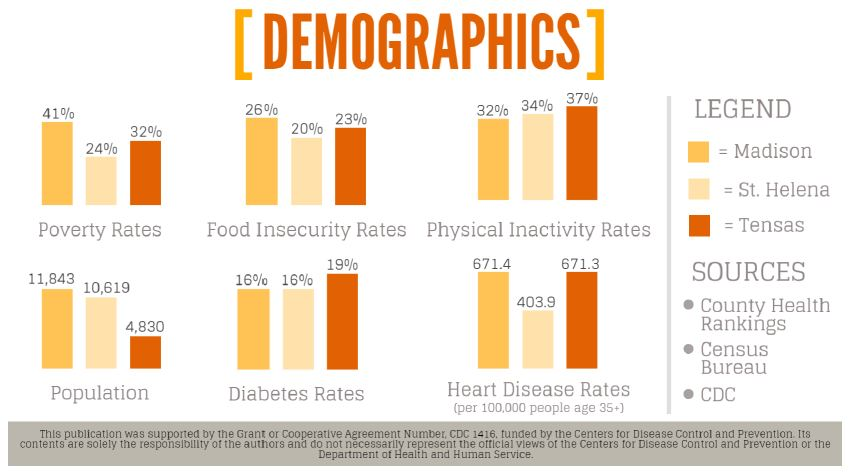 [ DEMOGRAPHICS ]
41%
24%
32%
Poverty Rates
26%
20%
23%
Food Insecurity Rates
32%
34%
37%
Physical Inactivity Rates
11,843
10,619
4,830
Population
16%
16%
19%
Diabetes Rates
671.4
403.9
671.3
Heart Disease Rates
(per 100,000 people age 35+)
LEGEND
= Madison
= St. Helena
= Tensas
SOURCES
County Health
Rankings
Census
Bureau
CDC
This publication was supported by the Grant or Cooperative Agreement Number, CDC 1416, funded by the Centers for Disease Control and Prevention. Its
contents are solely the responsibility of the authors and do not necessarily represent the official views of the Centers for Disease Control and Prevention or the
Department of Health and Human Service.